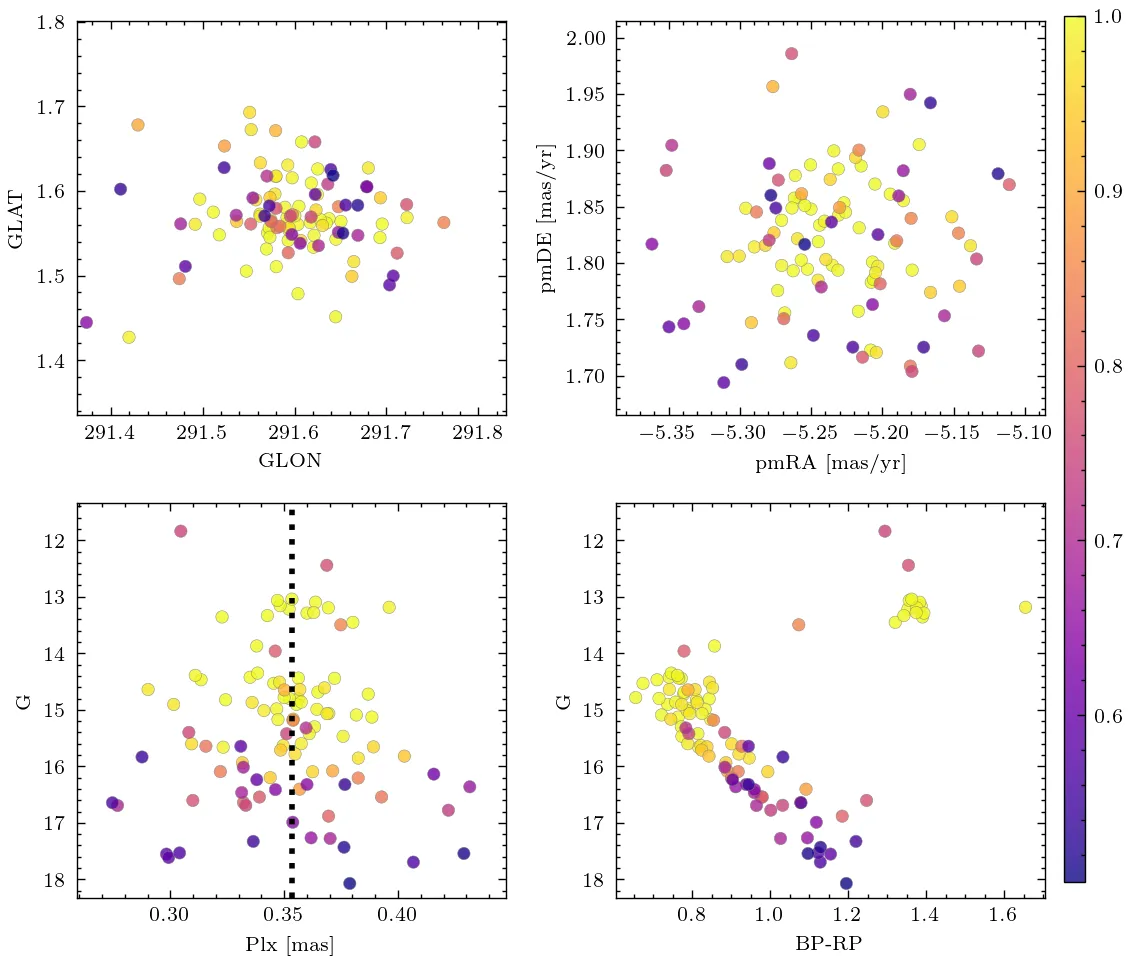 1.8
1.7
1.6
1.5
1.4
GLAT
291.4 291.5 291.6 291.7 291.8
GLON
2.00
1.95
1.90
1.85
1.80
1.75
1.70
pmDE [mas/yr]
−5.35 −5.30 −5.25 −5.20 −5.15 −5.10
pmRA [mas/yr]
1.0
0.9
0.8
0.7
0.6
12
13
14
15
16
17
18
G
0.30 0.35 0.40
Plx [mas]
12
13
14
15
16
17
18
G
0.8 1.0 1.2 1.4 1.6
BP-RP